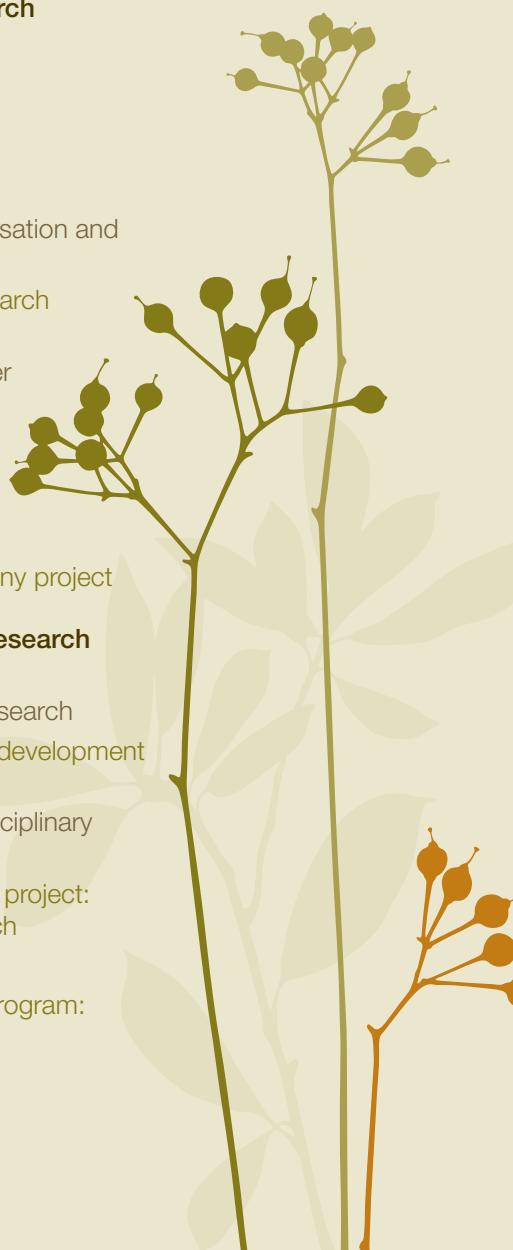 rch
sation and
arch
er
ny project
esearch
search
development
ciplinary
project:
ch
rogram: